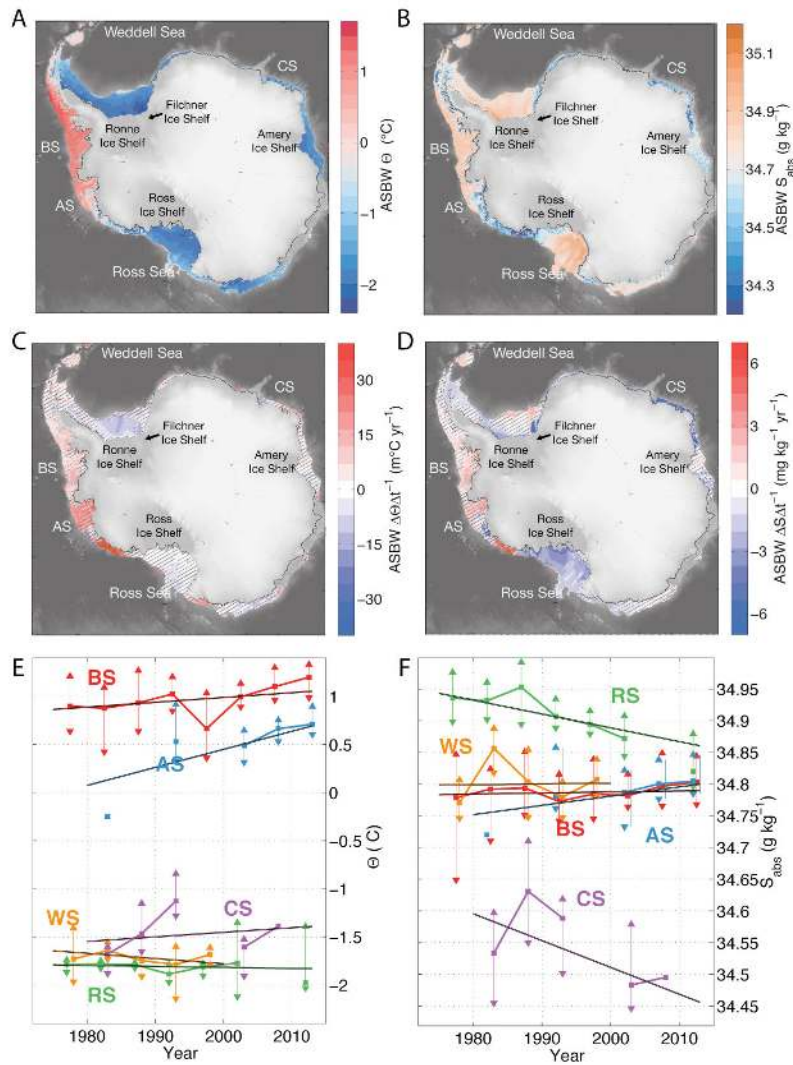 A
Weddell Sea
CS
Filchner
Ice Shelf
Ronne
Ice Shelf
Amery
Ice Shelf
BS
AS
Ross
Ice Shelf
Ross Sea
1
0
−1
−2
ASBW Θ (°C)
B
Weddell Sea
CS
Filchner
Ice Shelf
Ronne
Ice Shelf
Amery
Ice Shelf
BS
AS
Ross
Ice Shelf
Ross Sea
35.1
34.9
34.7
34.5
34.3
ASBW S_abs (g kg⁻¹)
C
Weddell Sea
CS
Filchner
Ice Shelf
Ronne
Ice Shelf
Amery
Ice Shelf
BS
AS
Ross
Ice Shelf
Ross Sea
30
15
0
−15
−30
ASBW ΔΘΔt⁻¹ (m°C yr⁻¹)
D
Weddell Sea
CS
Filchner
Ice Shelf
Ronne
Ice Shelf
Amery
Ice Shelf
BS
AS
Ross
Ice Shelf
Ross Sea
6
3
0
−3
−6
ASBW ΔSΔt⁻¹ (mg kg⁻¹ yr⁻¹)
E
BS
AS
WS
CS
RS
1
0.5
0
−0.5
−1
−1.5
−2
Θ ( C)
1980
1990
2000
2010
Year
F
RS
WS
BS
AS
CS
34.95
34.9
34.85
34.8
34.75
34.7
34.65
34.6
34.55
34.5
34.45
S_abs (g kg⁻¹)
1980
1990
2000
2010
Year